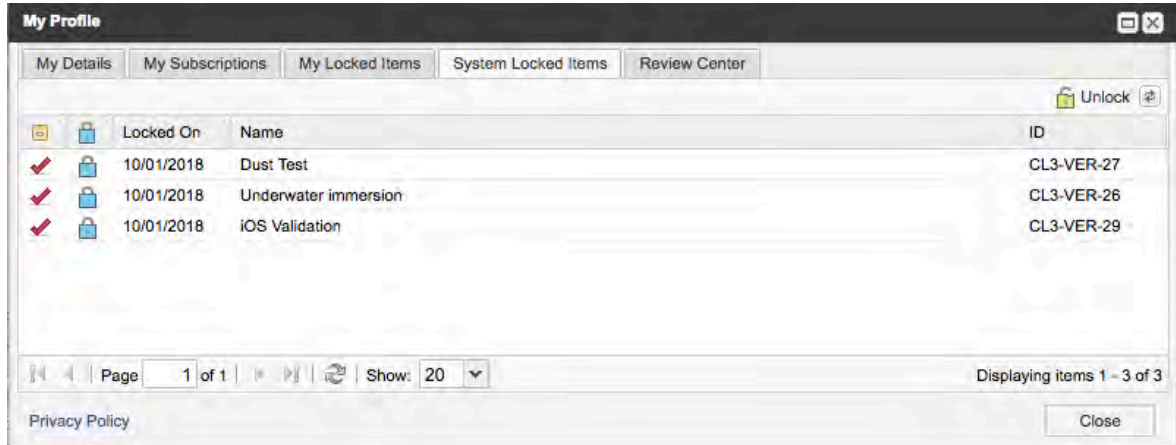 My Profile
My Details My Subscriptions My Locked Items System Locked Items Review Center
Unlock
Locked On Name ID
10/01/2018 Dust Test CL3-VER-27
10/01/2018 Underwater immersion CL3-VER-26
10/01/2018 iOS Validation CL3-VER-29
Page 1 of 1 Show: 20 Displaying items 1 - 3 of 3
Privacy Policy Close